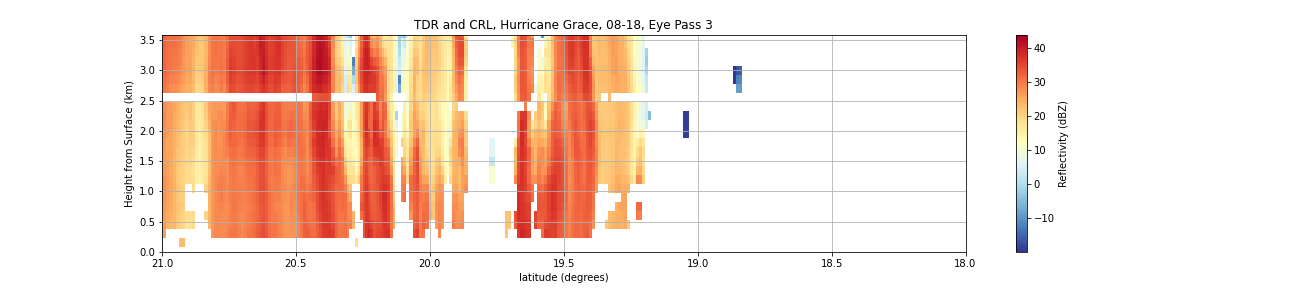 TDR and CRL, Hurricane Grace, 08-18, Eye Pass 3
3.5
3.0
2.5
2.0
1.5
1.0
0.5
0.0
Height from Surface (km)
21.0 20.5 20.0 19.5 19.0 18.5 18.0
latitude (degrees)
40
30
20
10
0
−10
Reflectivity (dBZ)